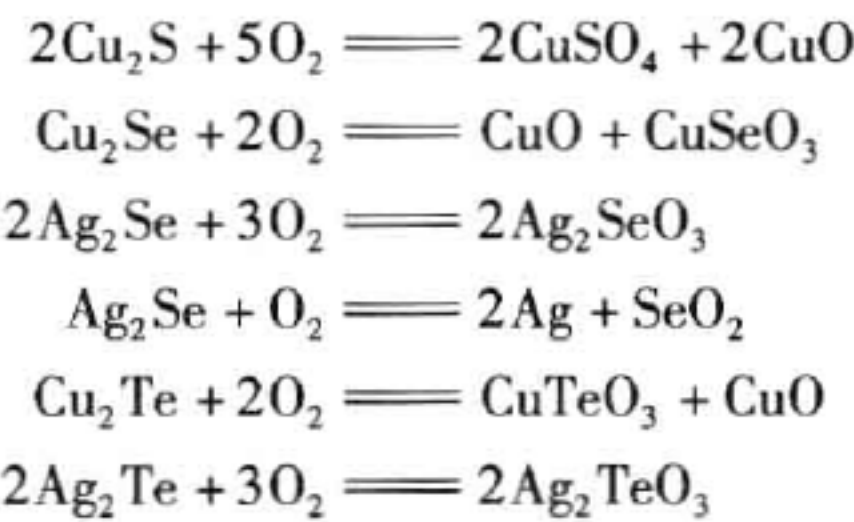 2Cu₂S + 5O₂ ══ 2CuSO₄ + 2CuO
Cu₂Se + 2O₂ ══ CuO + CuSeO₃
2Ag₂Se + 3O₂ ══ 2Ag₂SeO₃
Ag₂Se + O₂ ══ 2Ag + SeO₂
Cu₂Te + 2O₂ ══ CuTeO₃ + CuO
2Ag₂Te + 3O₂ ══ 2Ag₂TeO₃